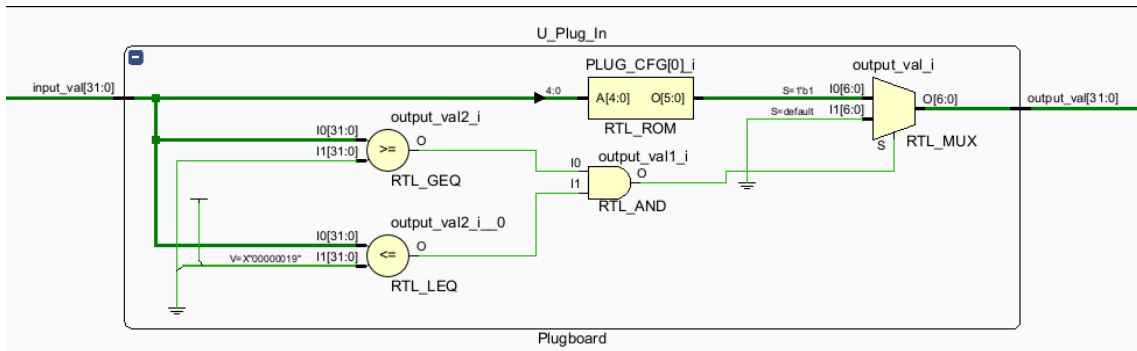 U_Plug_In
input_val[31:0]
PLUG_CFG[0]_i
A[4:0] O[5:0]
RTL_ROM
4:0
output_val_i
S=1'b1 I0[6:0]
S=default I1[6:0]
O[6:0]
S
RTL_MUX
output_val[31:0]
output_val2_i
I0[31:0]
I1[31:0]
>=
O
RTL_GEQ
output_val1_i
I0
I1
O
RTL_AND
output_val2_i__0
I0[31:0]
V=X"00000019" I1[31:0]
<=
O
RTL_LEQ
Plugboard